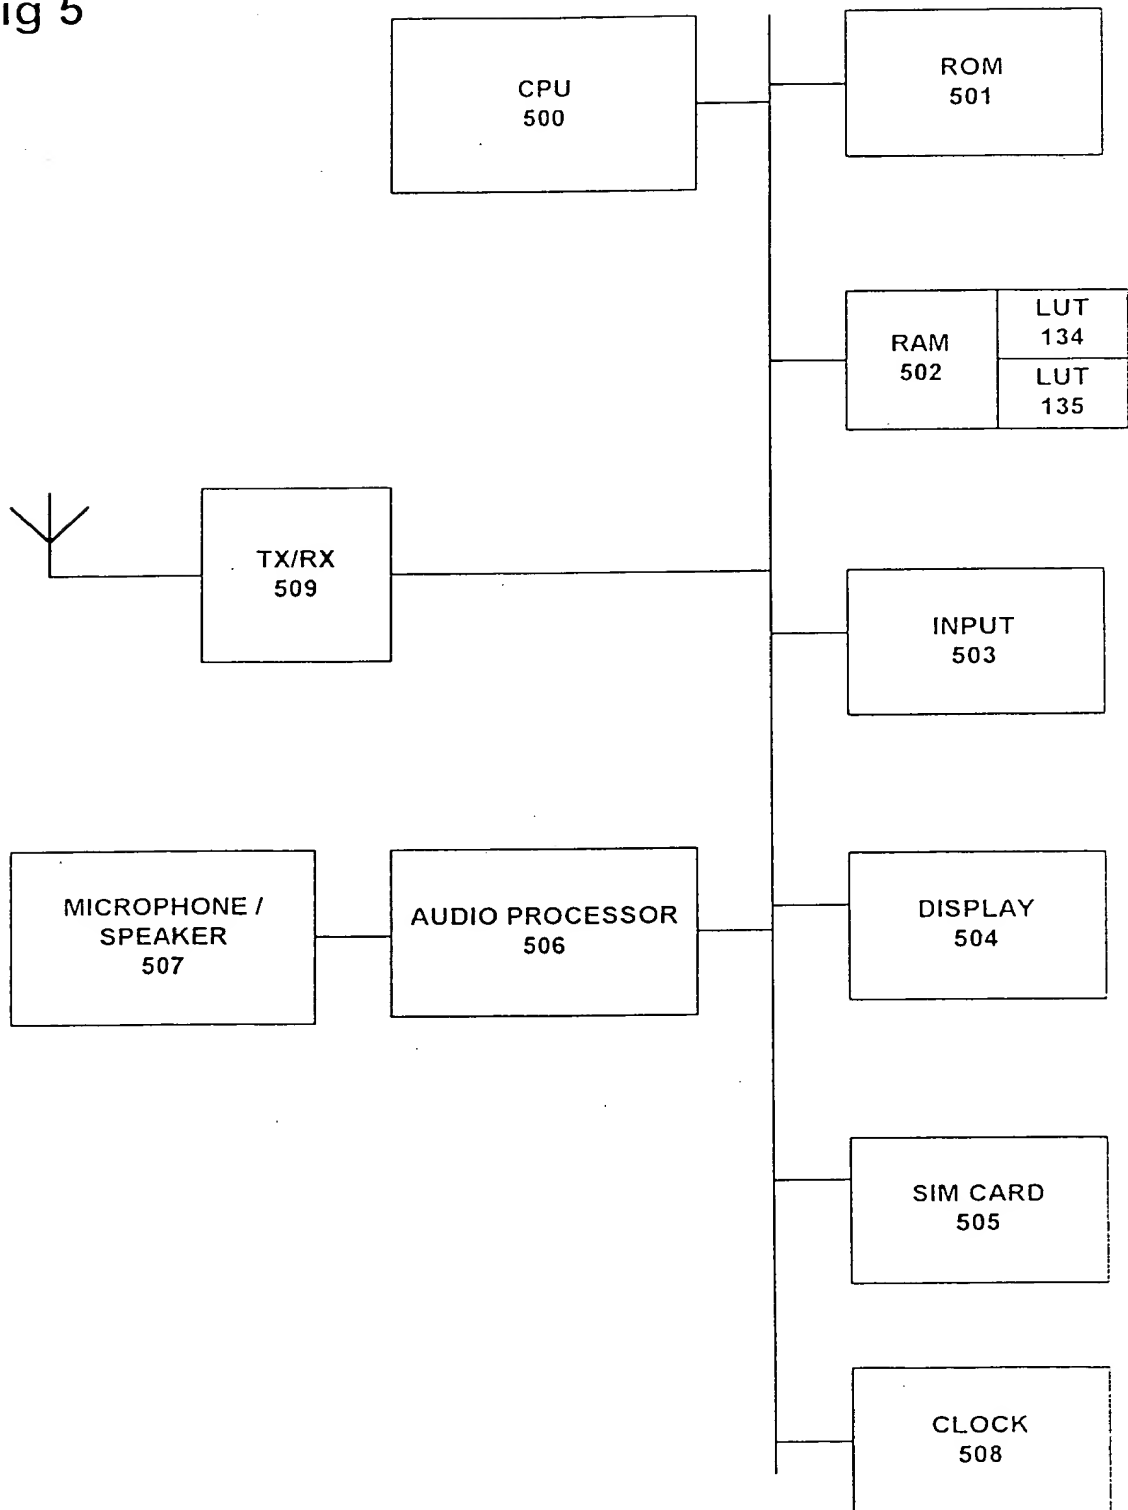 ig 5
CPU
500
ROM
501
RAM
502
LUT
134
LUT
135
TX/RX
509
INPUT
503
MICROPHONE /
SPEAKER
507
AUDIO PROCESSOR
506
DISPLAY
504
SIM CARD
505
CLOCK
508